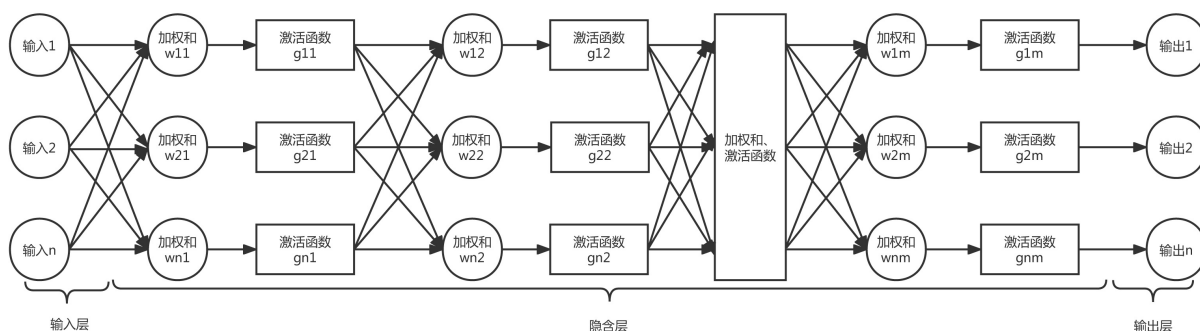 输入1
加权和
w11
激活函数
g11
加权和
w12
激活函数
g12
加权和
w1m
激活函数
g1m
输出1
输入2
加权和
w21
激活函数
g21
加权和
w22
激活函数
g22
加权和、
激活函数
加权和
w2m
激活函数
g2m
输出2
输入n
加权和
wn1
激活函数
gn1
加权和
wn2
激活函数
gn2
加权和
wnm
激活函数
gnm
输出n
输入层
隐含层
输出层